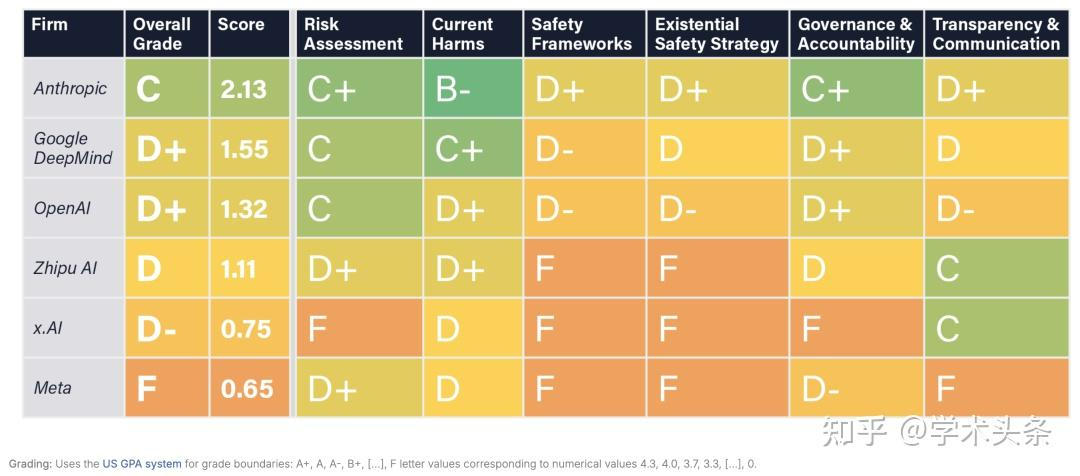 Firm Overall Grade Score Risk Assessment Current Harms Safety Frameworks Existential Safety Strategy Governance & Accountability Transparency & Communication
Anthropic C 2.13 C+ B- D+ D+ C+ D+
Google DeepMind D+ 1.55 C C+ D- D D+ D
OpenAI D+ 1.32 C D+ D- D- D+ D-
Zhipu AI D 1.11 D+ D+ F F D C
x.AI D- 0.75 F D F F F C
Meta F 0.65 D+ D F F D- F
知乎 @学术头条
Grading: Uses the US GPA system for grade boundaries: A+, A, A-, B+, [...], F letter values corresponding to numerical values 4.3, 4.0, 3.7, 3.3, [...], 0.